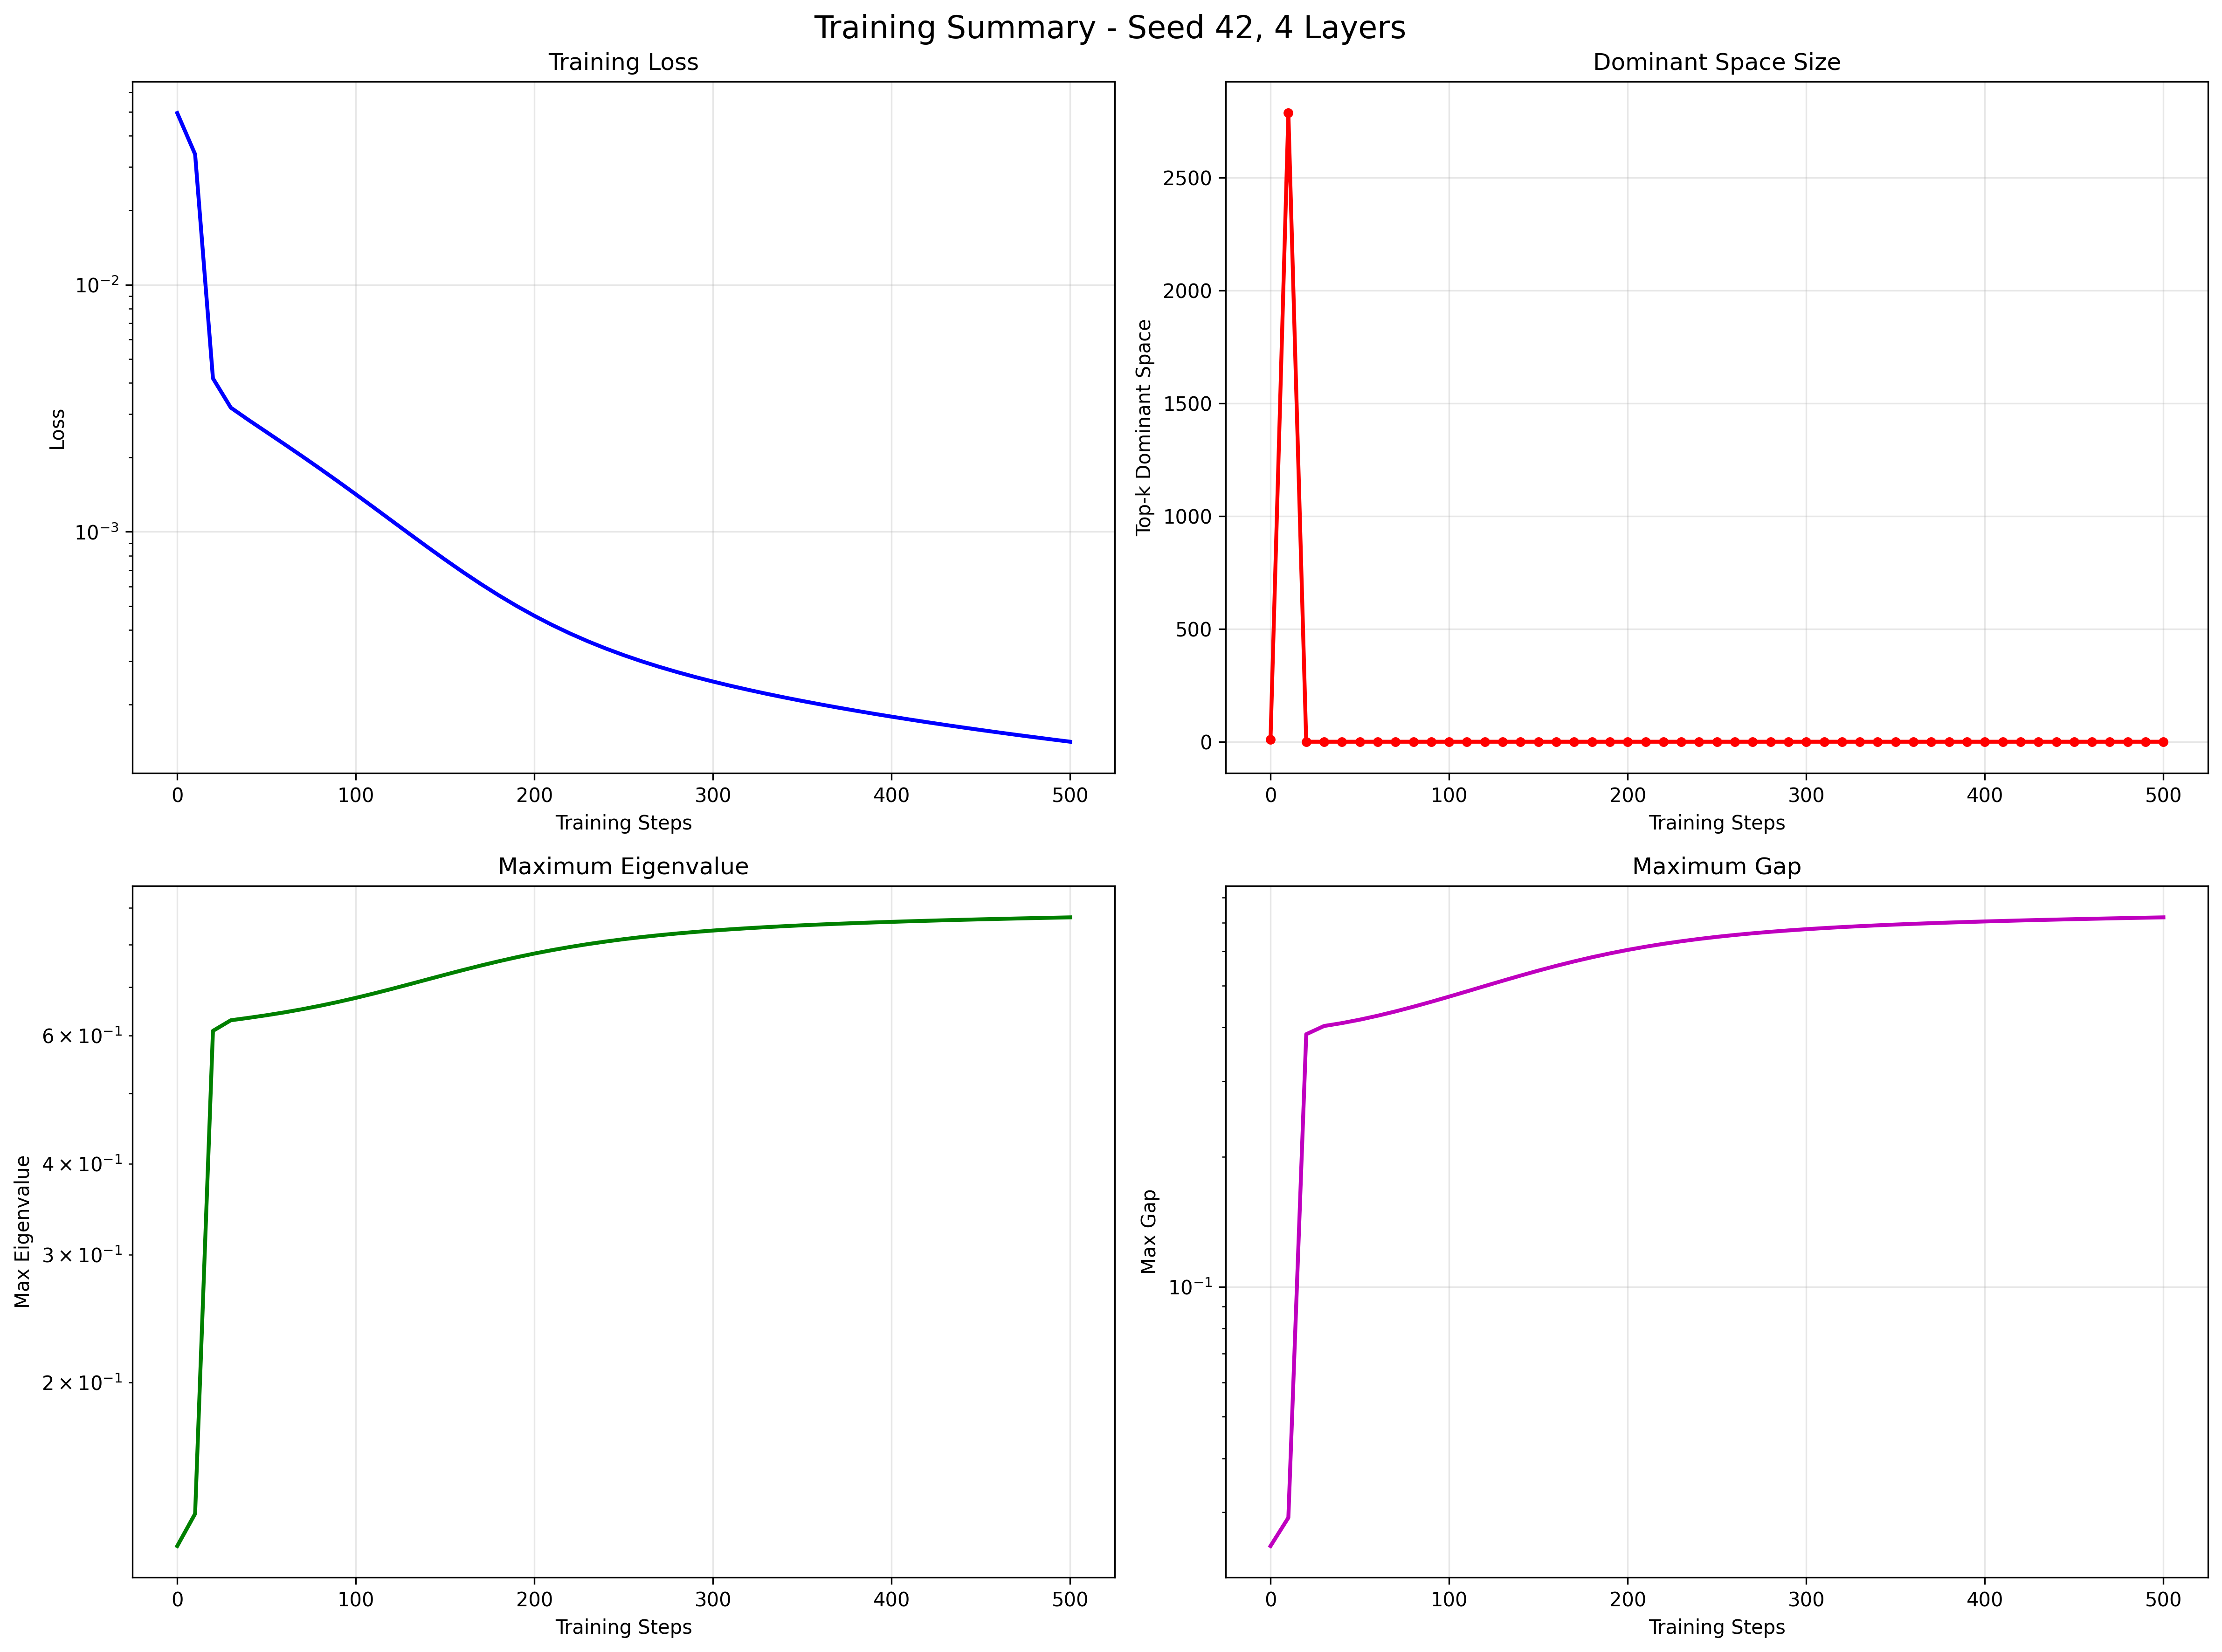 Training Summary - Seed 42, 4 Layers
Training Loss
Loss
10⁻²
10⁻³
0 100 200 300 400 500
Training Steps
Dominant Space Size
Top-k Dominant Space
2500
2000
1500
1000
500
0
0 100 200 300 400 500
Training Steps
Maximum Eigenvalue
Max Eigenvalue
6 × 10⁻¹
4 × 10⁻¹
3 × 10⁻¹
2 × 10⁻¹
0 100 200 300 400 500
Training Steps
Maximum Gap
Max Gap
10⁻¹
0 100 200 300 400 500
Training Steps